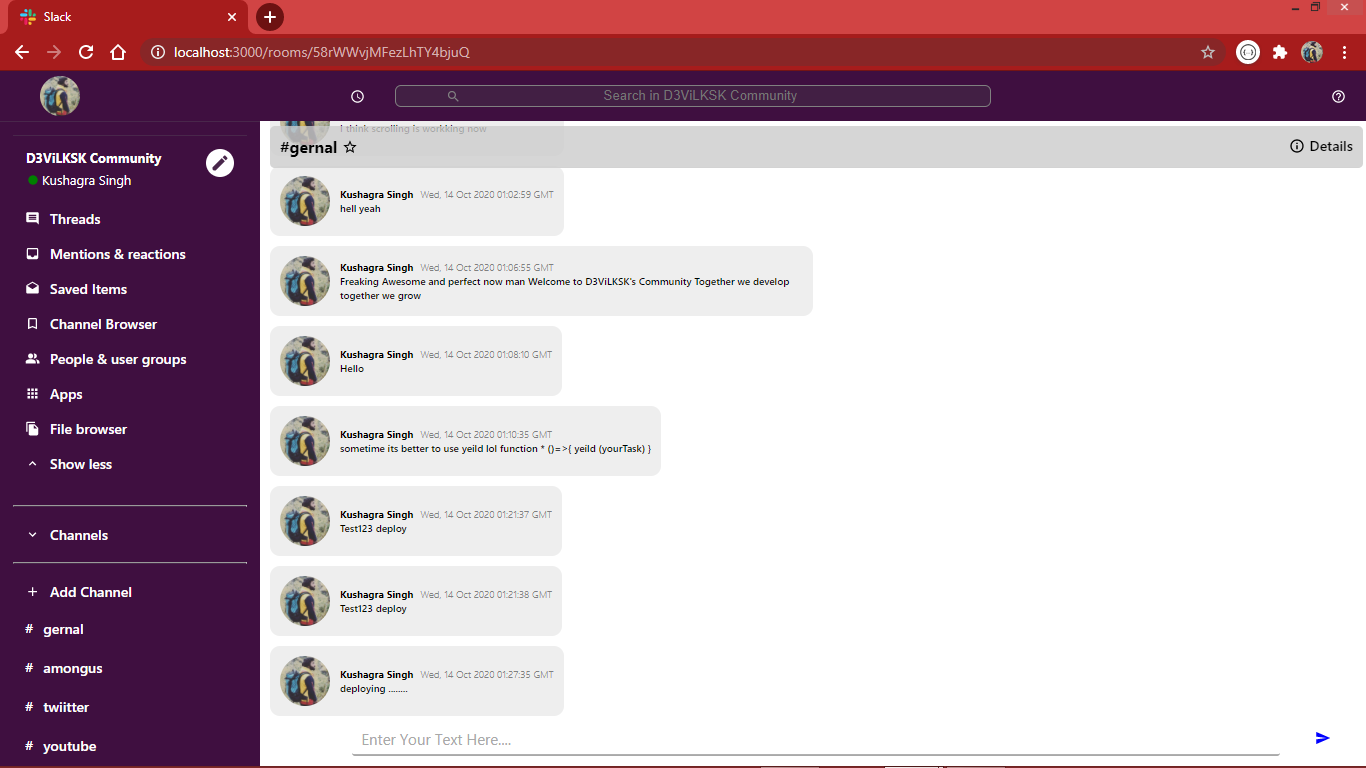 Slack
localhost:3000/rooms/58rWWvjMFezLhTY4bjuQ
Search in D3ViLKSK Community
D3ViLKSK Community
Kushagra Singh
Threads
Mentions & reactions
Saved Items
Channel Browser
People & user groups
Apps
File browser
Show less
Channels
Add Channel
# gernal
# amongus
# twiitter
# youtube
I think scrolling is workking now
#gernal
Details
Kushagra Singh Wed, 14 Oct 2020 01:02:59 GMT
hell yeah
Kushagra Singh Wed, 14 Oct 2020 01:06:55 GMT
Freaking Awesome and perfect now man Welcome to D3ViLKSK's Community Together we develop
together we grow
Kushagra Singh Wed, 14 Oct 2020 01:08:10 GMT
Hello
Kushagra Singh Wed, 14 Oct 2020 01:10:35 GMT
sometime its better to use yeild lol function * ()=>{ yeild (yourTask) }
Kushagra Singh Wed, 14 Oct 2020 01:21:37 GMT
Test123 deploy
Kushagra Singh Wed, 14 Oct 2020 01:21:38 GMT
Test123 deploy
Kushagra Singh Wed, 14 Oct 2020 01:27:35 GMT
deploying ........
Enter Your Text Here....